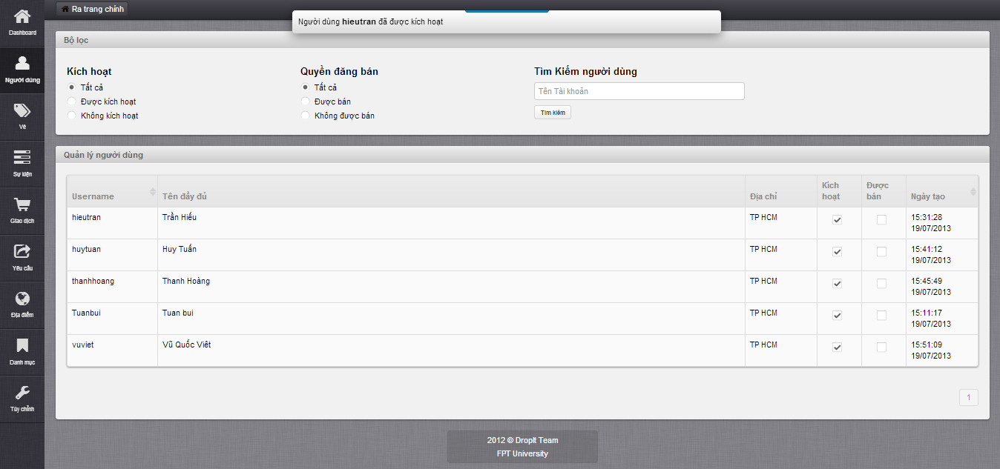 Ra trang chính
Người dùng hieutran đã được kích hoạt
Dashboard
Người dùng
Vé
Sự kiện
Giao dịch
Yêu cầu
Địa điểm
Danh mục
Tùy chỉnh
Bộ lọc
Kích hoạt
Tất cả
Được kích hoạt
Không kích hoạt
Quyền đăng bán
Tất cả
Được bán
Không được bán
Tìm Kiếm người dùng
Tên Tài khoản
Tìm kiếm
Quản lý người dùng
Username Tên đầy đủ Địa chỉ Kích hoạt Được bán Ngày tạo
hieutran Trần Hiếu TP HCM 15:31:28
19/07/2013
huytuan Huy Tuấn TP HCM 15:41:12
19/07/2013
thanhhoang Thanh Hoàng TP HCM 15:45:49
19/07/2013
Tuanbui Tuan bui TP HCM 15:11:17
19/07/2013
vuviet Vũ Quốc Việt TP HCM 15:51:09
19/07/2013
1
2012 © DropIt Team
FPT University